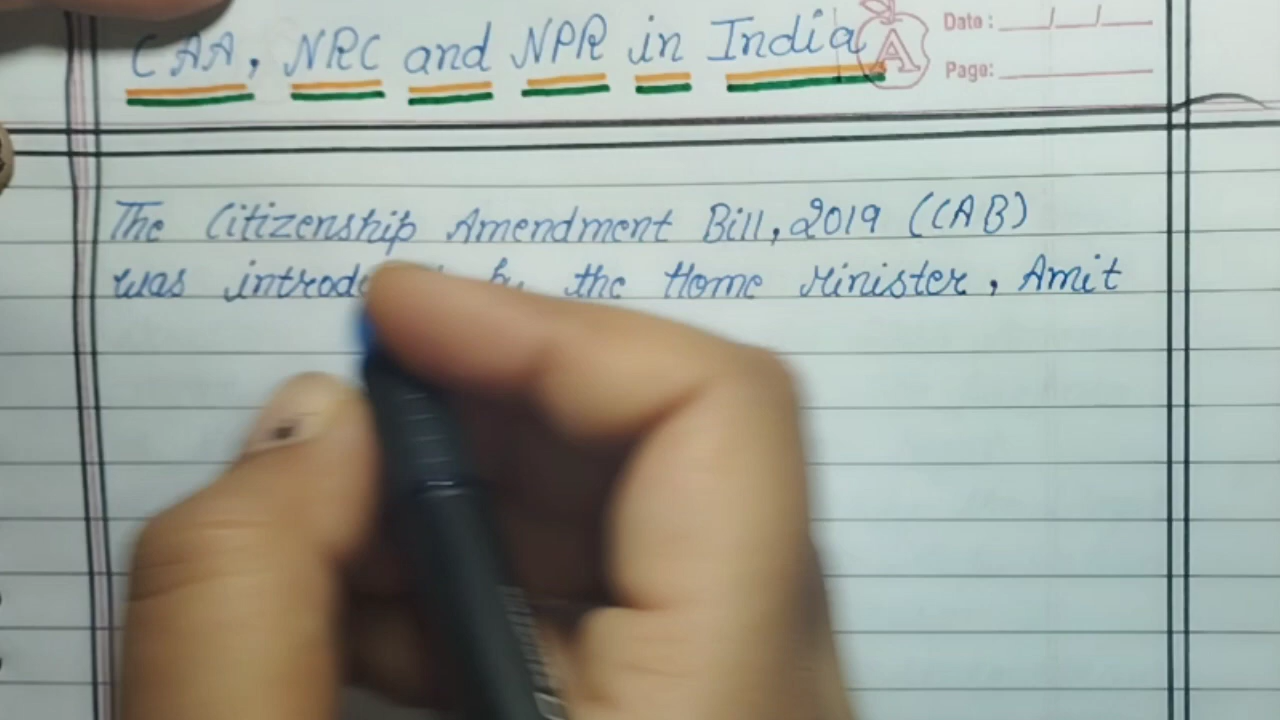 CAA, NRC and NPR in India
A
Date :
Page:
The Citizenship Amendment Bill, 2019 (CAB)
was by the Home Minister, Amit